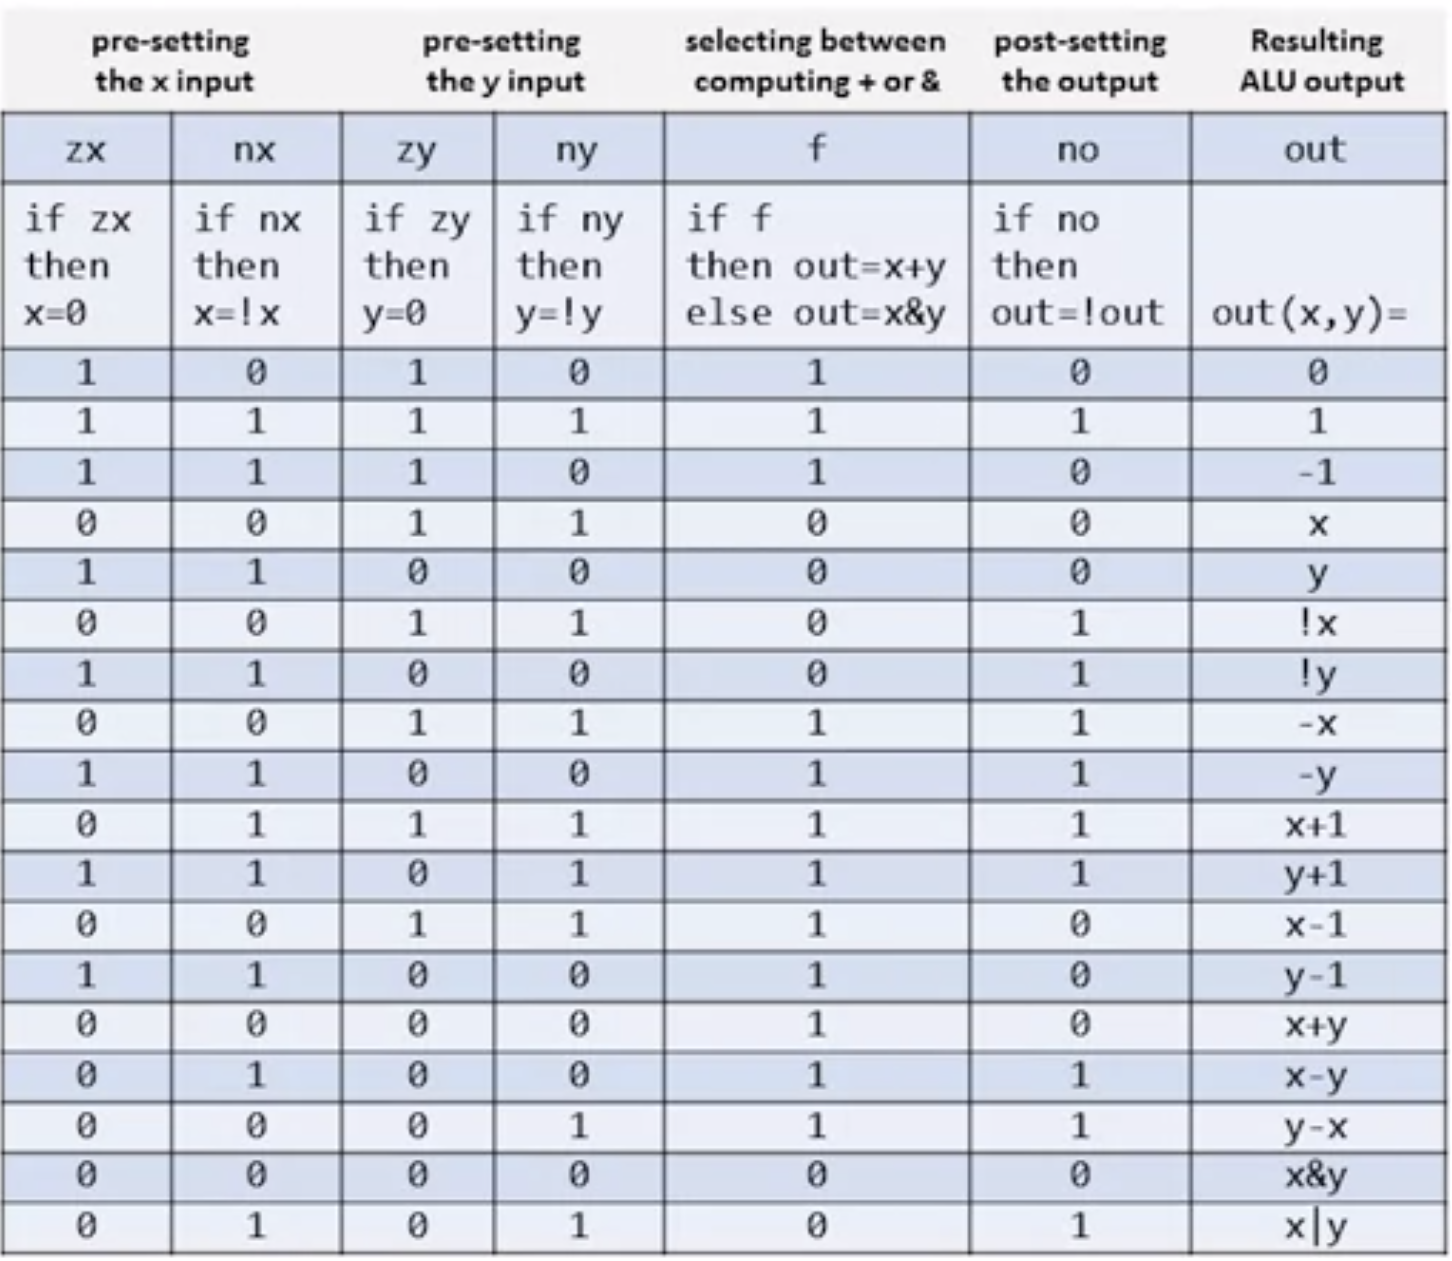 pre-setting the x input pre-setting the y input selecting between computing + or & post-setting the output Resulting ALU output
zx nx zy ny f no out
if zx then x=0 if nx then x=!x if zy then y=0 if ny then y=!y if f then out=x+y else out=x&y if no then out=!out out(x,y)=
1 0 1 0 1 0 0
1 1 1 1 1 1 1
1 1 1 0 1 0 -1
0 0 1 1 0 0 x
1 1 0 0 0 0 y
0 0 1 1 0 1 !x
1 1 0 0 0 1 !y
0 0 1 1 1 1 -x
1 1 0 0 1 1 -y
0 1 1 1 1 1 x+1
1 1 0 1 1 1 y+1
0 0 1 1 1 0 x-1
1 1 0 0 1 0 y-1
0 0 0 0 1 0 x+y
0 1 0 0 1 1 x-y
0 0 0 1 1 1 y-x
0 0 0 0 0 0 x&y
0 1 0 1 0 1 x|y